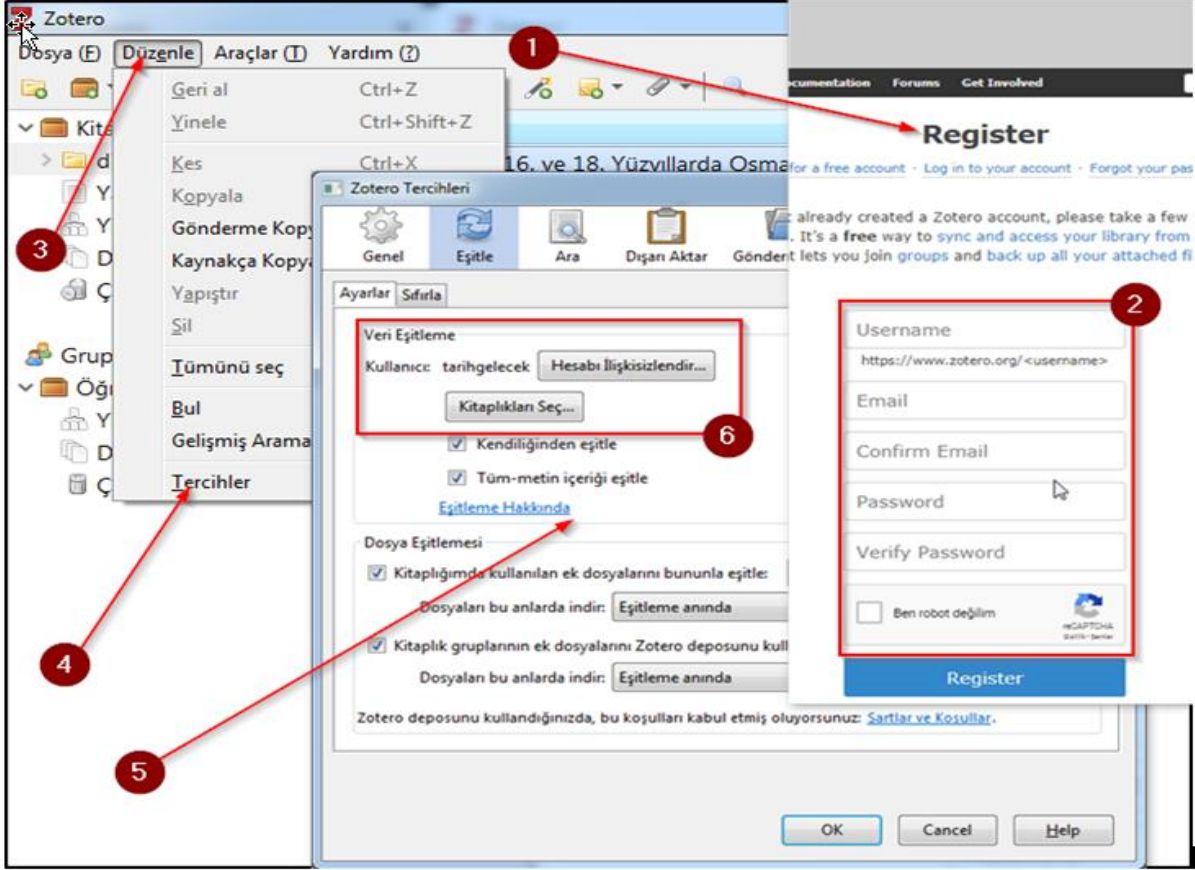 Zotero
Dosya (F) Düzenle Araçlar (T) Yardım (?)
1
Geri al Ctrl+Z
Yinele Ctrl+Shift+Z
Kes Ctrl+X
Kopyala
Gönderme Kopy
Kaynakça Kopya
Yapıştır
Sil
Tümünü seç
Bul
Gelişmiş Arama
Tercihler
Kita
d
Y
Y
D
Ç
Grup
Öğr
Y
D
Ç
3
4
5
16. ve 18. Yüzyıllarda Osma
Zotero Tercihleri
Genel Eşitle Ara Dışarı Aktar Gönder
Ayarlar Sıfırla
Veri Eşitleme
Kullanıcı: tarihgelecek Hesabı İlişkisizlendir...
Kitaplıkları Seç...
6
Kendiliğinden eşitle
Tüm-metin içeriği eşitle
Eşitleme Hakkında
Dosya Eşitlemesi
Kitaplığımda kullanılan ek dosyalarını bununla eşitle:
Dosyaları bu anlarda indir: Eşitleme anında
Kitaplık gruplarının ek dosyalarını Zotero deposunu kull
Dosyaları bu anlarda indir: Eşitleme anında
Zotero deposunu kullandığınızda, bu koşulları kabul etmiş oluyorsunuz: Şartlar ve Koşullar.
OK Cancel Help
cumentation Forums Get Involved
Register
for a free account · Log in to your account · Forgot your pas
already created a Zotero account, please take a few
. It's a free way to sync and access your library from
t lets you join groups and back up all your attached fi
2
Username
https://www.zotero.org/<username>
Email
Confirm Email
Password
Verify Password
Ben robot değilim
reCAPTCHA
Register